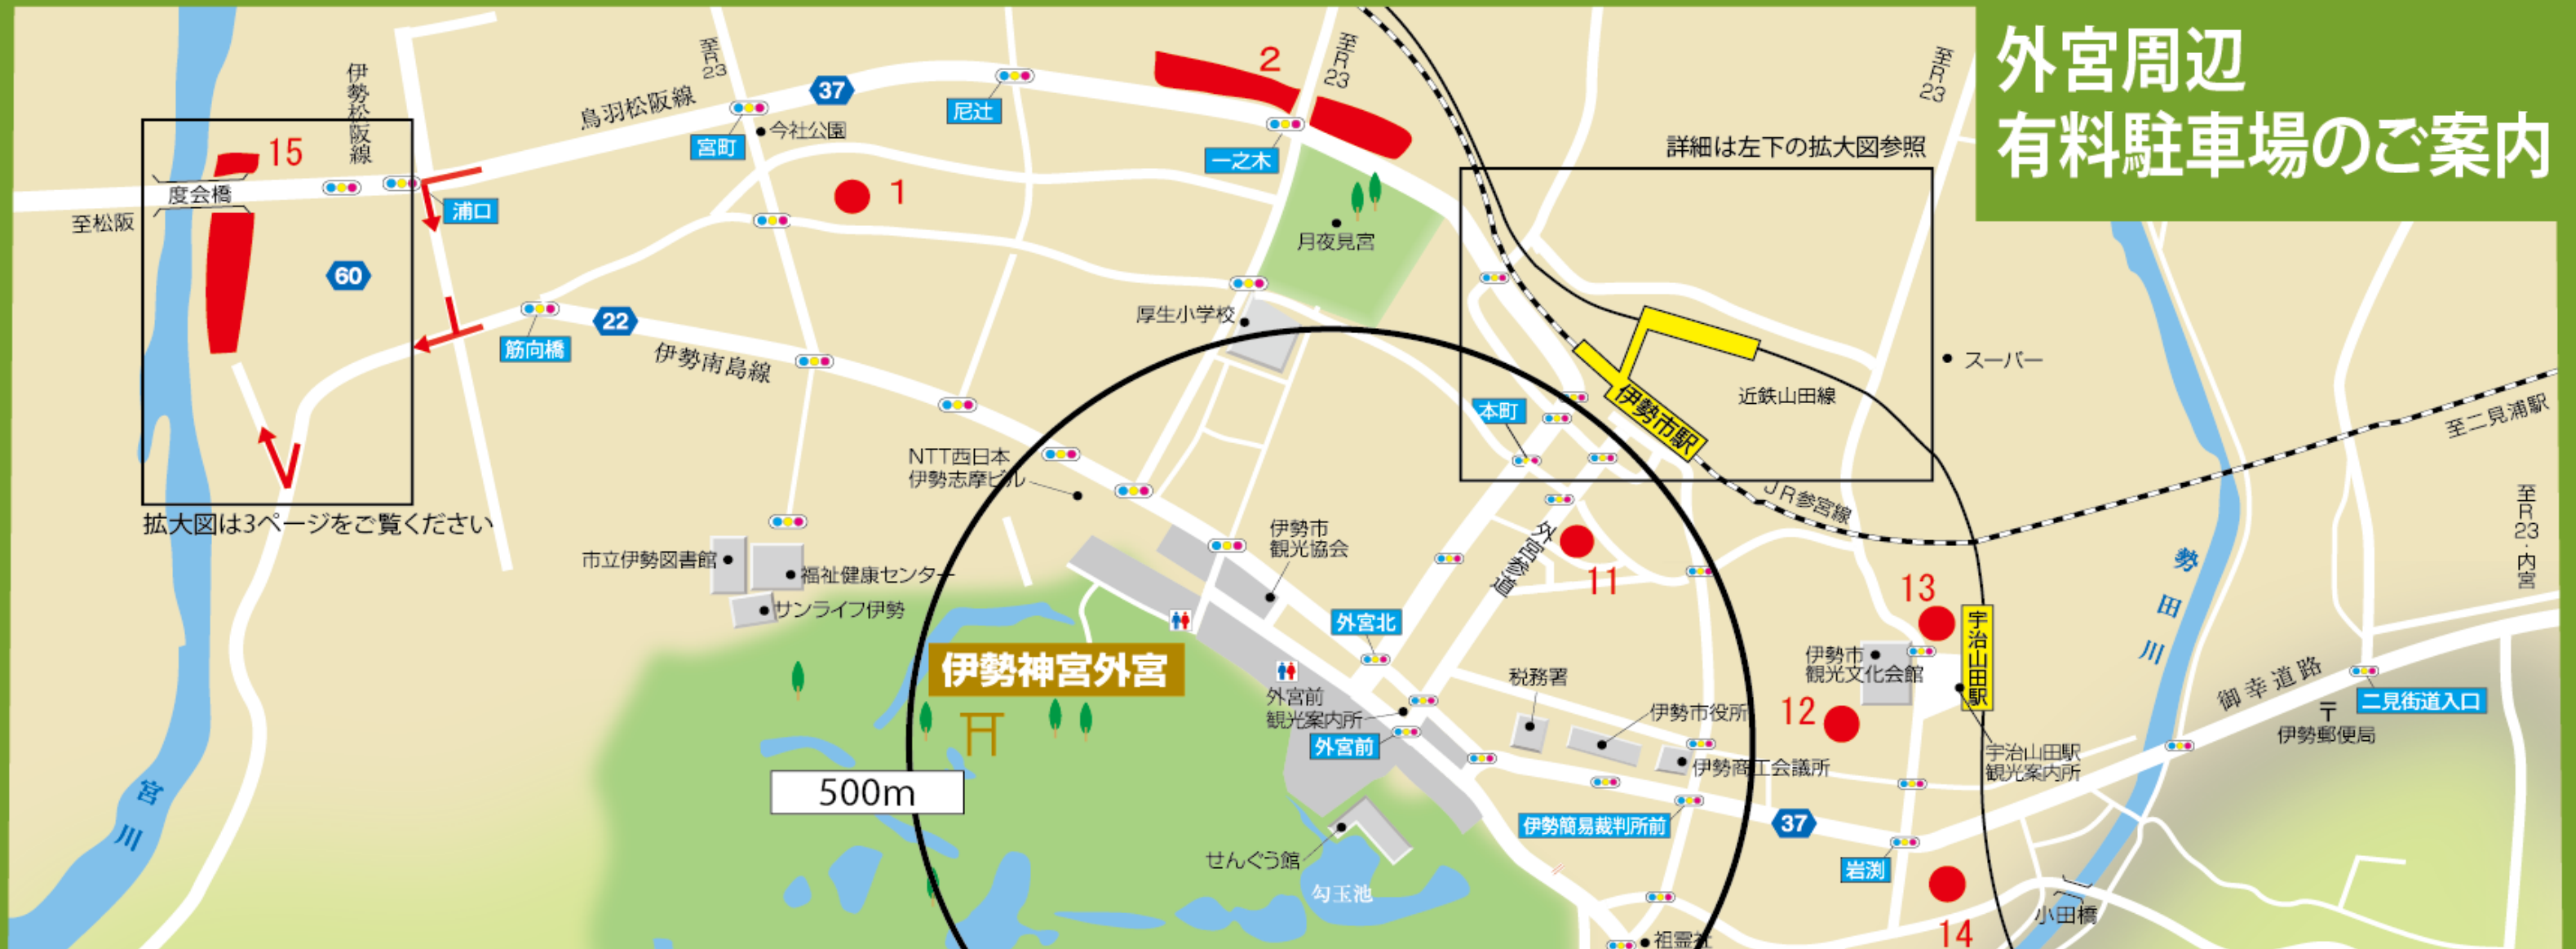 外宮周辺
有料駐車場のご案内
至R23
伊勢松阪線
鳥羽松阪線
37
宮町
今社公園
尼辻
2
至R23
一之木
至R23
詳細は左下の拡大図参照
15
度会橋
至松阪
浦口
1
月夜見宮
60
22
筋向橋
伊勢南島線
厚生小学校
スーパー
近鉄山田線
伊勢市駅
本町
至二見浦駅
NTT西日本
伊勢志摩ビル
JR参宮線
拡大図は3ページをご覧ください
至R23・内宮
伊勢市
観光協会
外宮参道
11
市立伊勢図書館
福祉健康センター
サンライフ伊勢
勢田川
13
宇治山田駅
外宮北
伊勢神宮外宮
伊勢市
観光文化会館
税務署
外宮前
観光案内所
伊勢市役所
12
御幸道路
二見街道入口
〒
伊勢郵便局
外宮前
伊勢商工会議所
宇治山田駅
観光案内所
500m
宮川
伊勢簡易裁判所前
37
せんぐう館
岩渕
勾玉池
14
小田橋
祖霊社